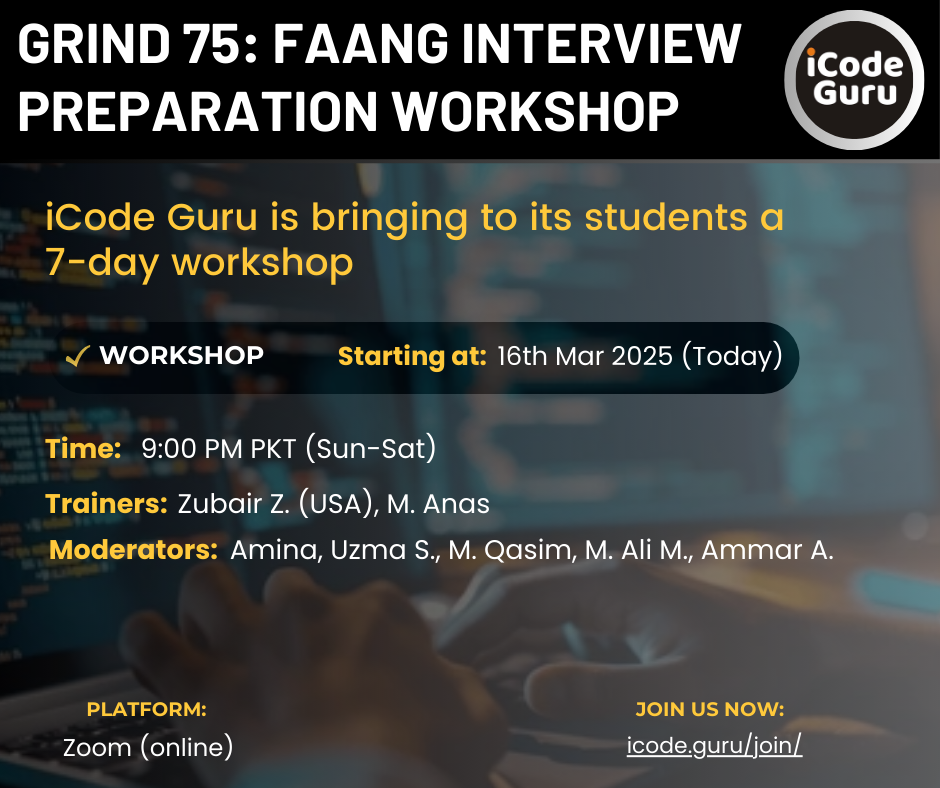 GRIND 75: FAANG INTERVIEW
PREPARATION WORKSHOP
iCode
Guru
iCode Guru is bringing to its students a
7-day workshop
WORKSHOP
Starting at: 16th Mar 2025 (Today)
Time: 9:00 PM PKT (Sun-Sat)
Trainers: Zubair Z. (USA), M. Anas
Moderators: Amina, Uzma S., M. Qasim, M. Ali M., Ammar A.
PLATFORM:
Zoom (online)
JOIN US NOW:
icode.guru/join/